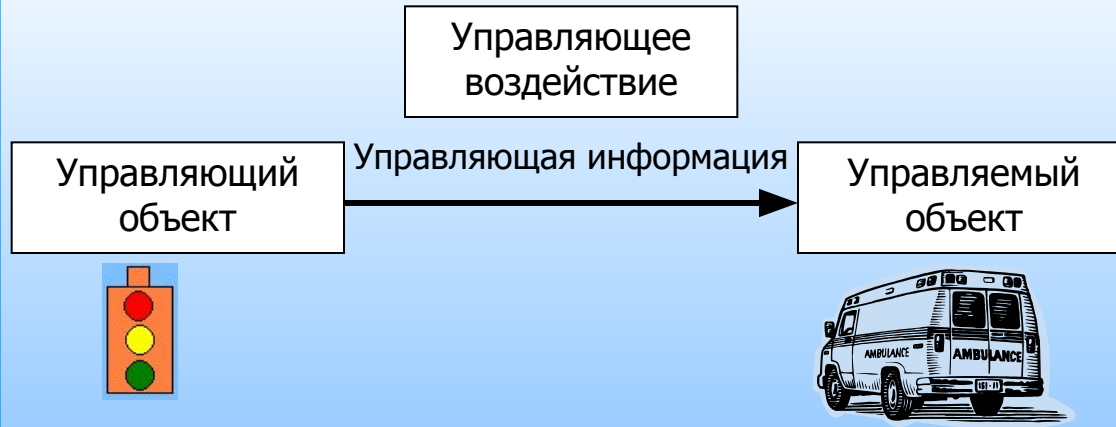 Управляющее
воздействие
Управляющий
объект
Управляющая информация
Управляемый
объект
AMBULANCE
AMBULANCE